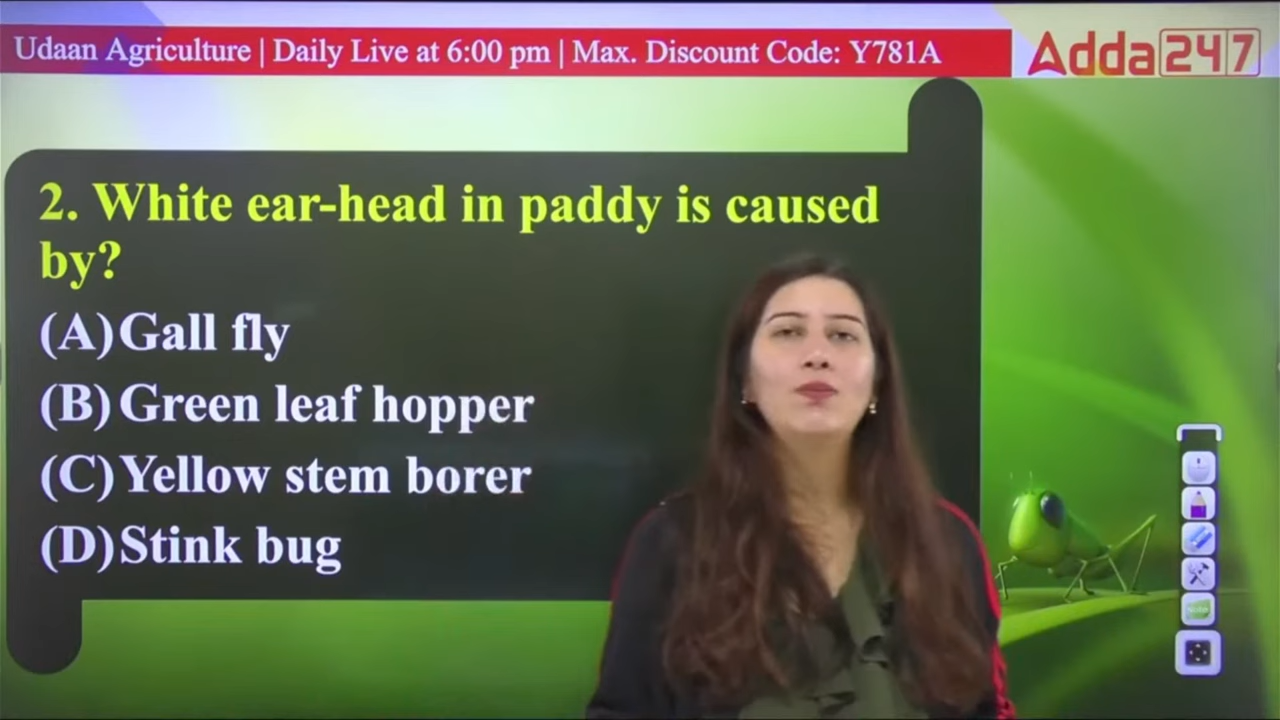 Udaan Agriculture | Daily Live at 6:00 pm | Max. Discount Code: Y781A
Adda247
2. White ear-head in paddy is caused
by?
(A) Gall fly
(B) Green leaf hopper
(C) Yellow stem borer
(D) Stink bug